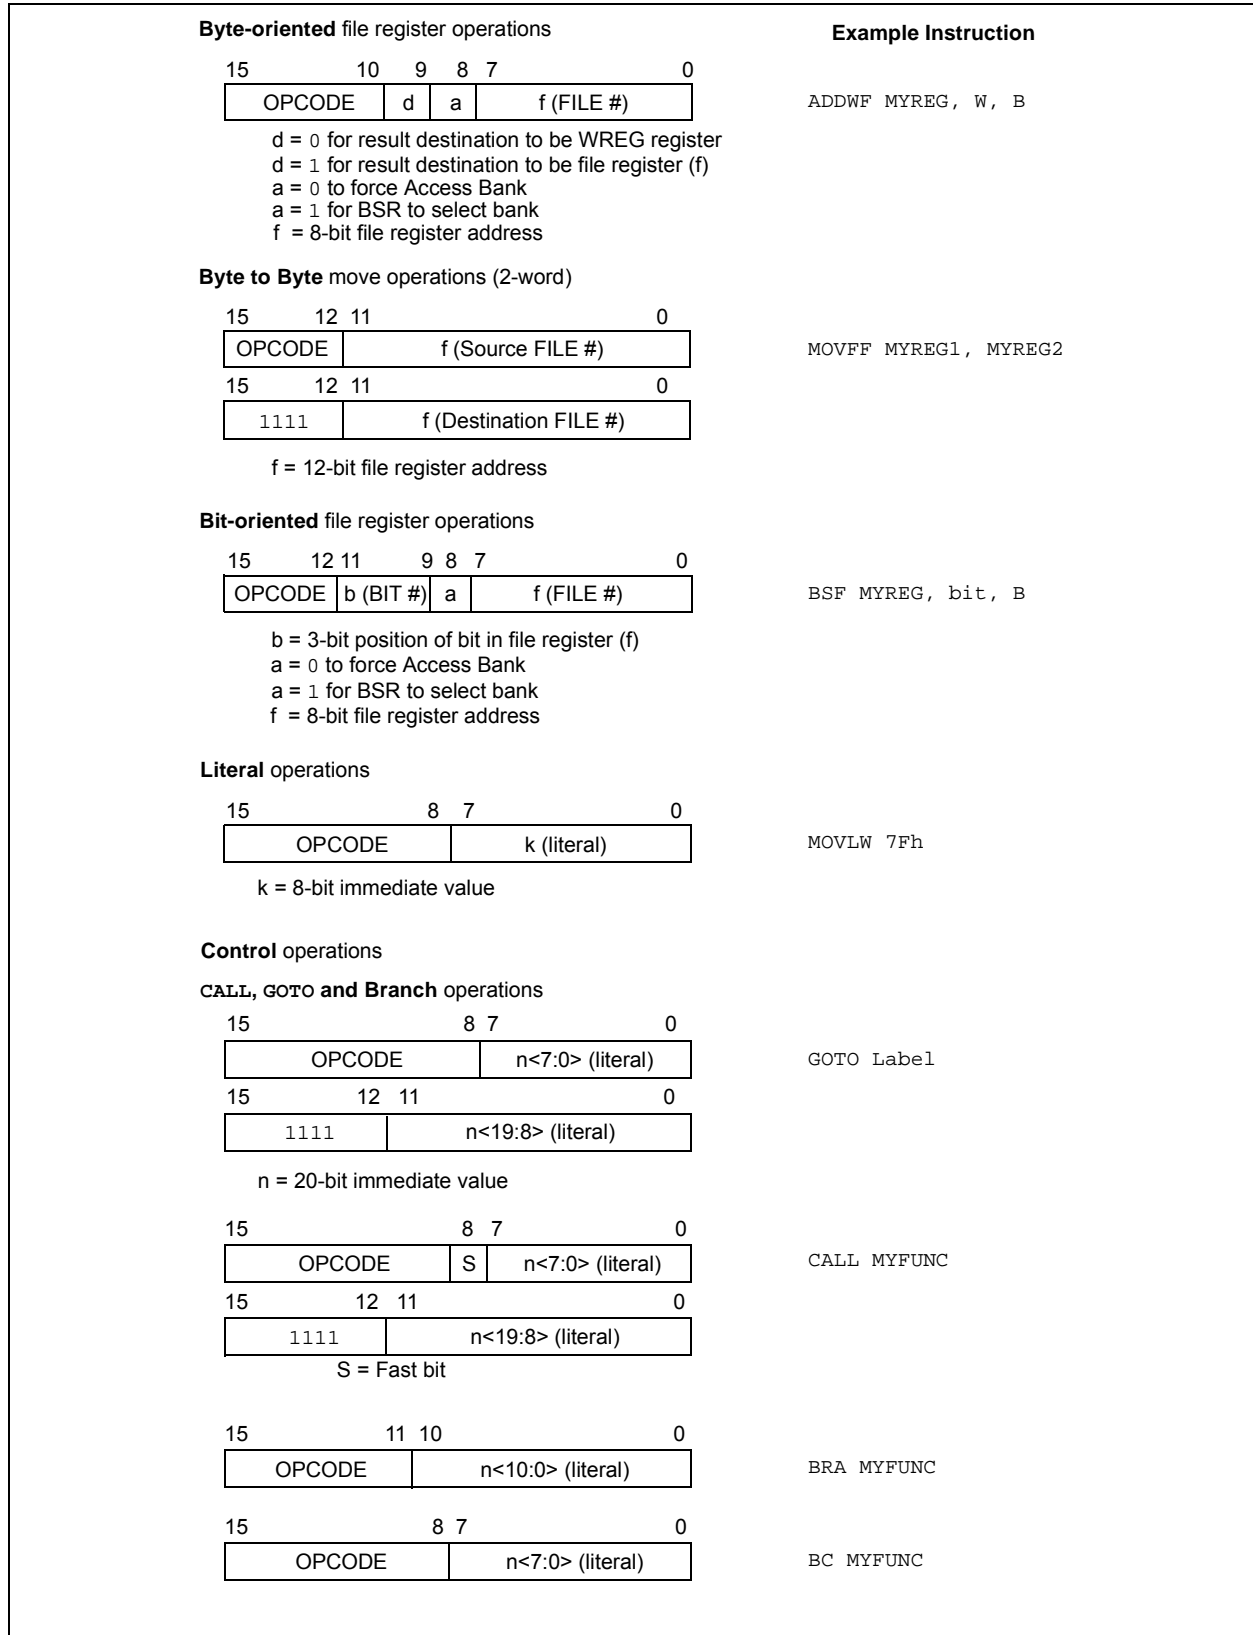 Byte-oriented file register operations
Example Instruction
15 10 9 8 7 0
OPCODE d a f (FILE #)
ADDWF MYREG, W, B
d = 0 for result destination to be WREG register
d = 1 for result destination to be file register (f)
a = 0 to force Access Bank
a = 1 for BSR to select bank
f = 8-bit file register address
Byte to Byte move operations (2-word)
15 12 11 0
OPCODE f (Source FILE #)
MOVFF MYREG1, MYREG2
15 12 11 0
1111 f (Destination FILE #)
f = 12-bit file register address
Bit-oriented file register operations
15 12 11 9 8 7 0
OPCODE b (BIT #) a f (FILE #)
BSF MYREG, bit, B
b = 3-bit position of bit in file register (f)
a = 0 to force Access Bank
a = 1 for BSR to select bank
f = 8-bit file register address
Literal operations
15 8 7 0
OPCODE k (literal)
MOVLW 7Fh
k = 8-bit immediate value
Control operations
CALL, GOTO and Branch operations
15 8 7 0
OPCODE n<7:0> (literal)
GOTO Label
15 12 11 0
1111 n<19:8> (literal)
n = 20-bit immediate value
15 8 7 0
OPCODE S n<7:0> (literal)
CALL MYFUNC
15 12 11 0
1111 n<19:8> (literal)
S = Fast bit
15 11 10 0
OPCODE n<10:0> (literal)
BRA MYFUNC
15 8 7 0
OPCODE n<7:0> (literal)
BC MYFUNC